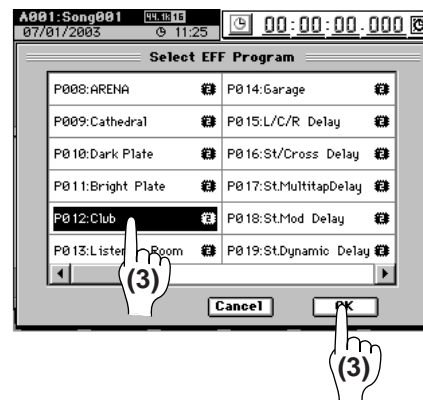 A001:Song001 44.1k 16
07/01/2003 11:25 00:00:00.000
Select EFF Program
P008:ARENA P014:Garage
P009:Cathedral P015:L/C/R Delay
P010:Dark Plate P016:St/Cross Delay
P011:Bright Plate P017:St.MultitapDelay
P012:Club P018:St.Mod Delay
P013:Listen Room P019:St.Dynamic Delay
(3)
Cancel OK
(3)